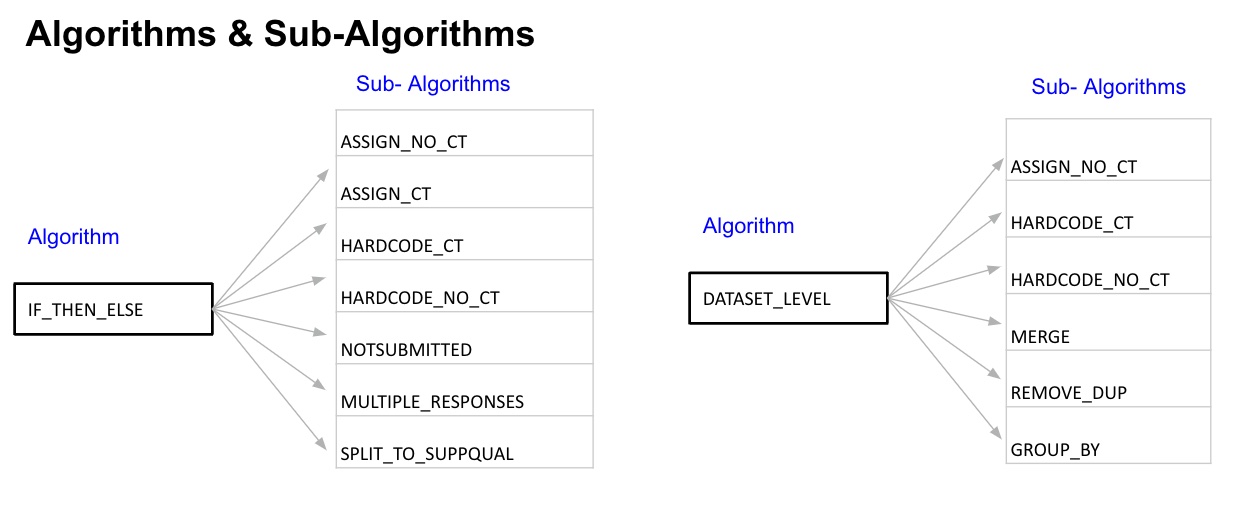 Algorithms & Sub-Algorithms
Sub- Algorithms
ASSIGN_NO_CT
ASSIGN_CT
HARDCODE_CT
HARDCODE_NO_CT
NOTSUBMITTED
MULTIPLE_RESPONSES
SPLIT_TO_SUPPQUAL
Algorithm
IF_THEN_ELSE
Sub- Algorithms
ASSIGN_NO_CT
HARDCODE_CT
HARDCODE_NO_CT
MERGE
REMOVE_DUP
GROUP_BY
Algorithm
DATASET_LEVEL